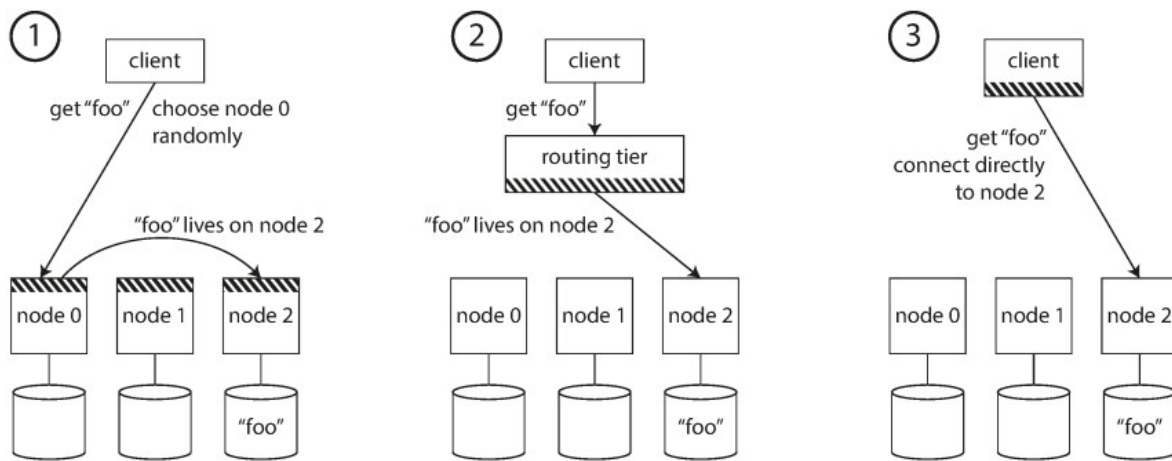 1
client
get “foo”
choose node 0
randomly
“foo” lives on node 2
node 0
node 1
node 2
“foo”
2
client
get “foo”
routing tier
“foo” lives on node 2
node 0
node 1
node 2
“foo”
3
client
get “foo”
connect directly
to node 2
node 0
node 1
node 2
“foo”